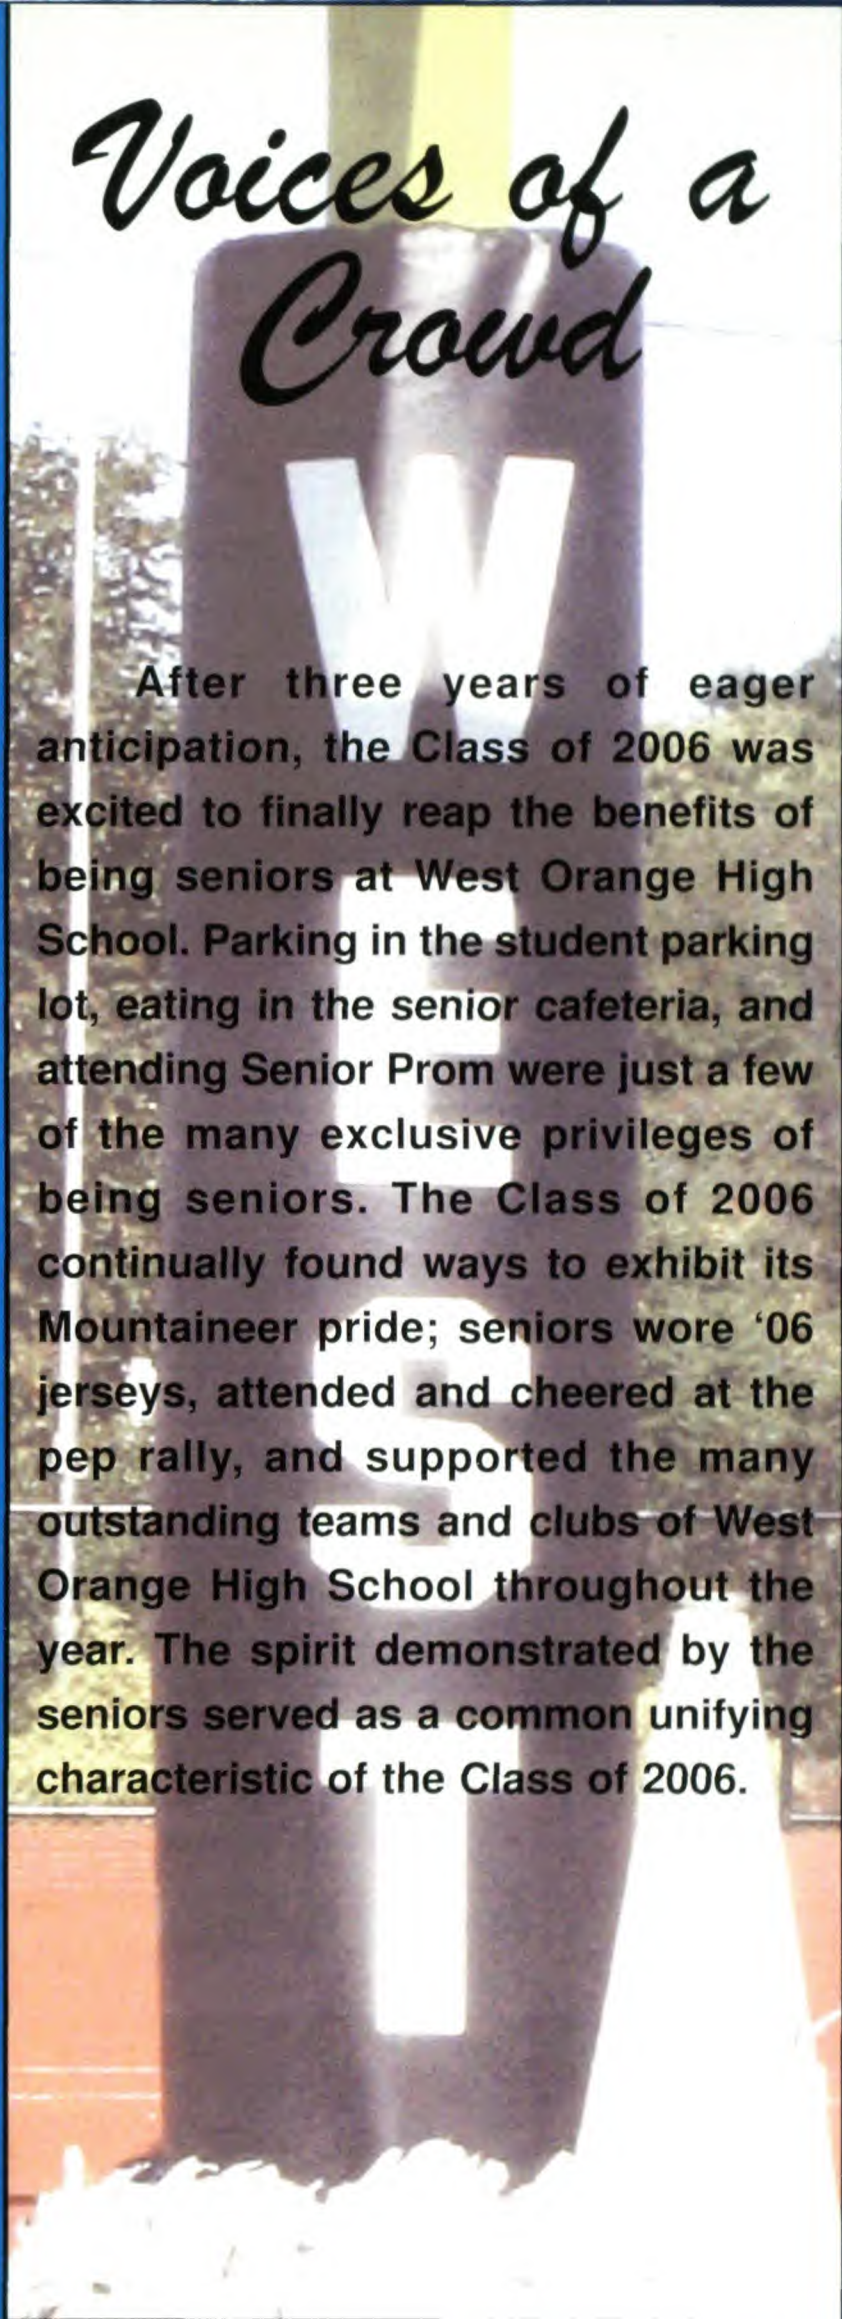 Voices of a
Crowd
W
E
S
T
After three years of eager
anticipation, the Class of 2006 was
excited to finally reap the benefits of
being seniors at West Orange High
School. Parking in the student parking
lot, eating in the senior cafeteria, and
attending Senior Prom were just a few
of the many exclusive privileges of
being seniors. The Class of 2006
continually found ways to exhibit its
Mountaineer pride; seniors wore ‘06
jerseys, attended and cheered at the
pep rally, and supported the many
outstanding teams and clubs of West
Orange High School throughout the
year. The spirit demonstrated by the
seniors served as a common unifying
characteristic of the Class of 2006.